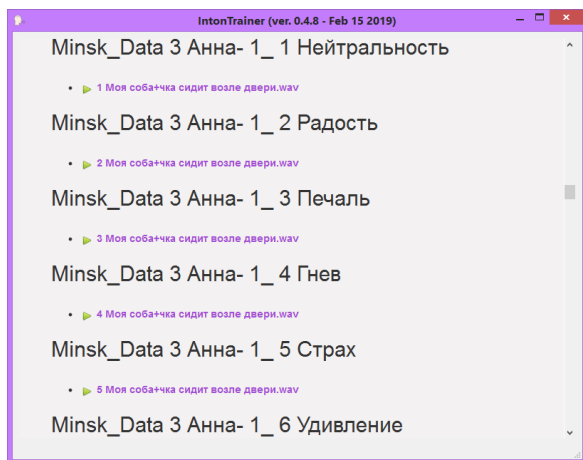 IntonTrainer (ver. 0.4.8 - Feb 15 2019)
Minsk_Data 3 Анна- 1_ 1 Нейтральность
1 Моя соба+чка сидит возле двери.wav
Minsk_Data 3 Анна- 1_ 2 Радость
2 Моя соба+чка сидит возле двери.wav
Minsk_Data 3 Анна- 1_ 3 Печаль
3 Моя соба+чка сидит возле двери.wav
Minsk_Data 3 Анна- 1_ 4 Гнев
4 Моя соба+чка сидит возле двери.wav
Minsk_Data 3 Анна- 1_ 5 Страх
5 Моя соба+чка сидит возле двери.wav
Minsk_Data 3 Анна- 1_ 6 Удивление